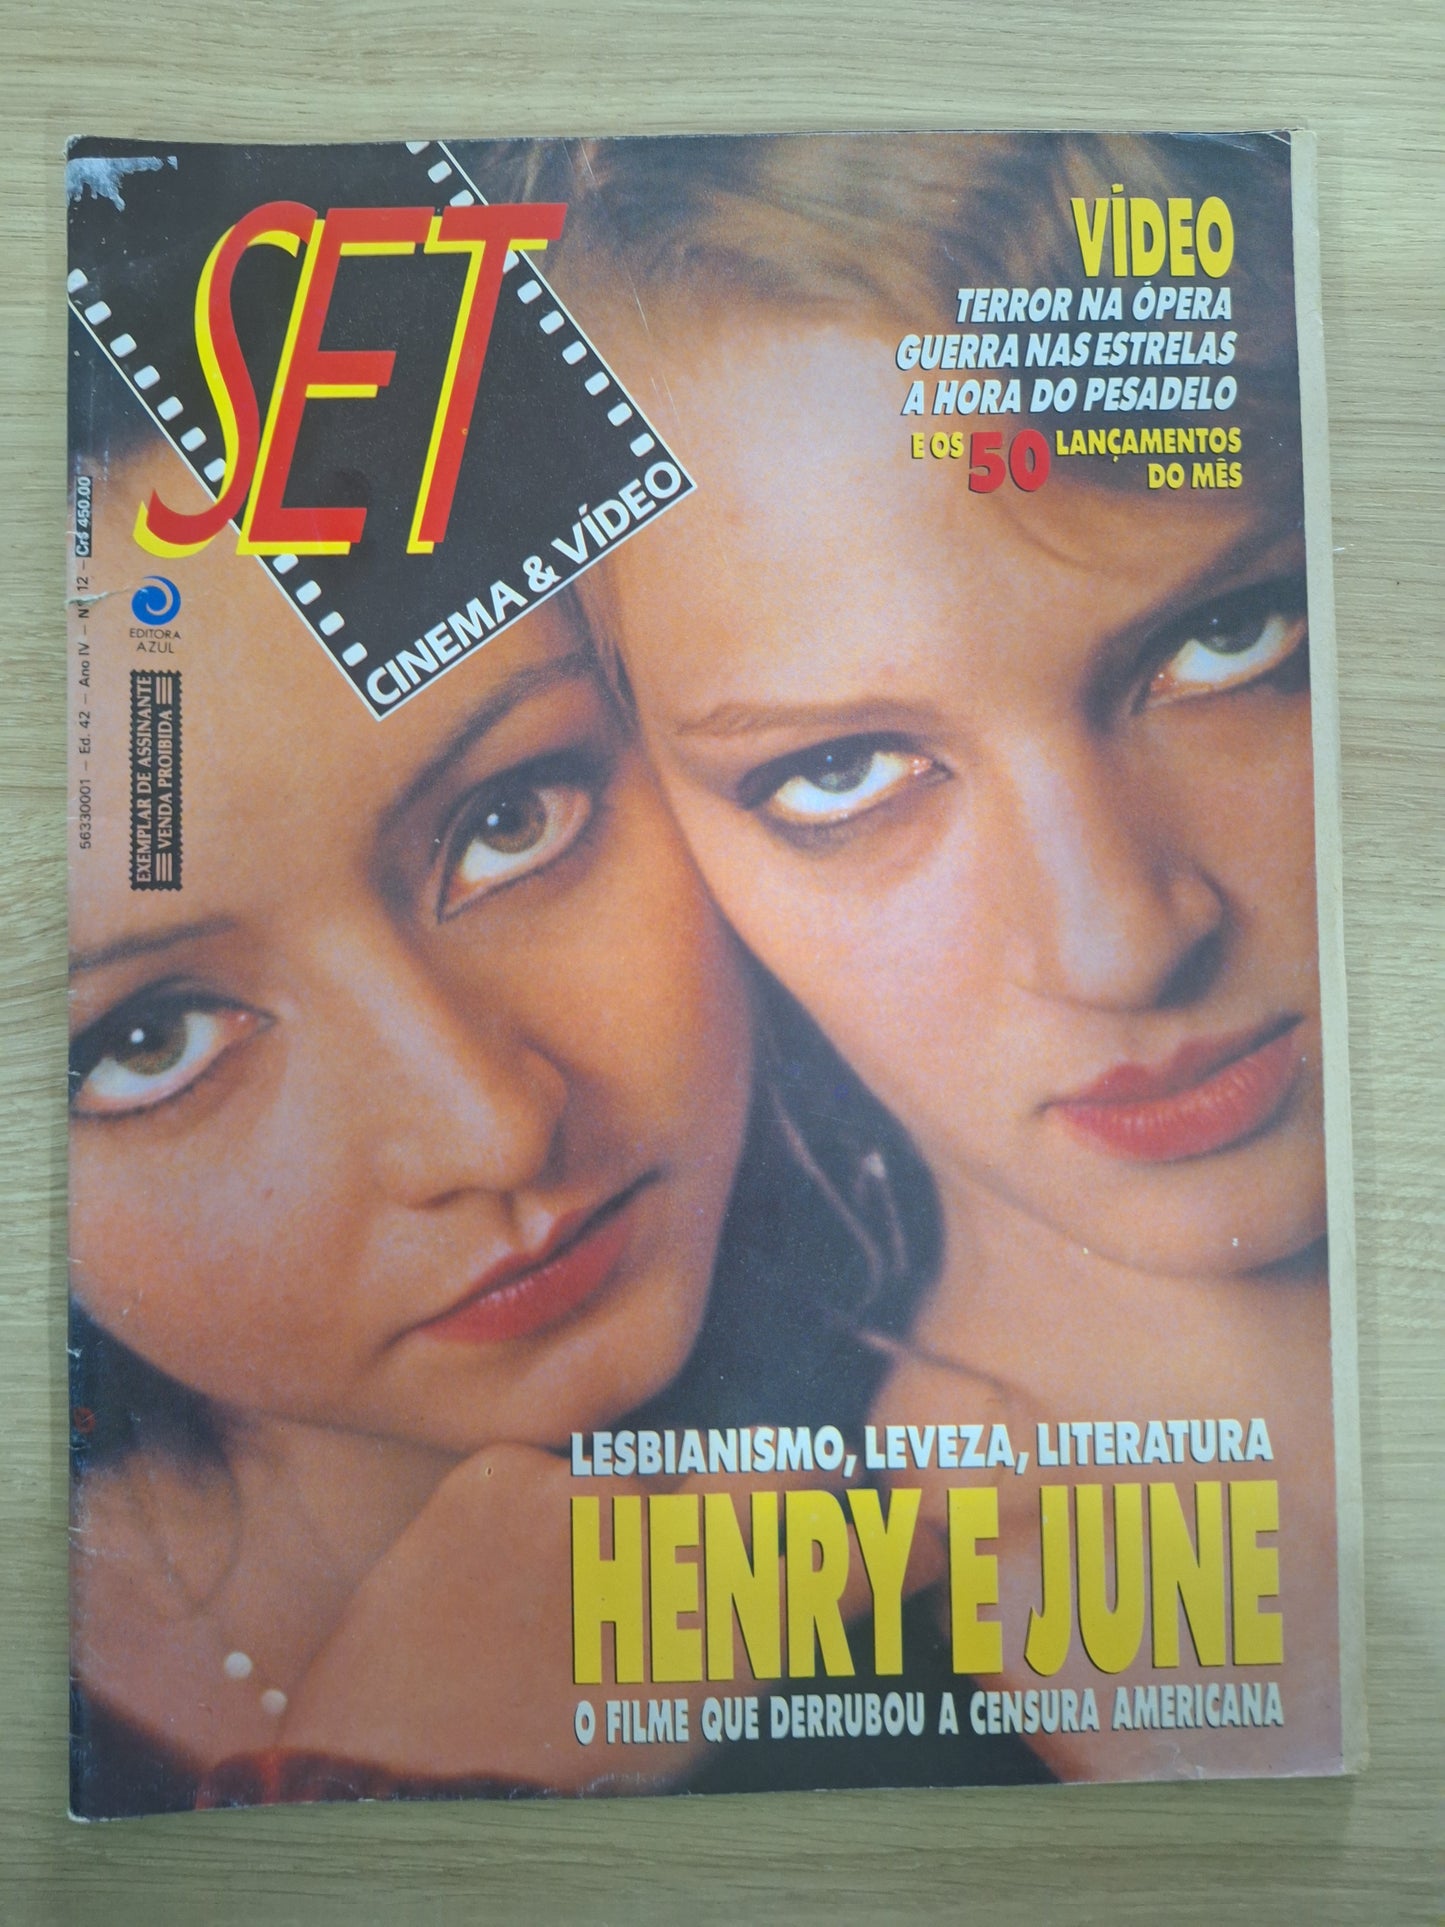 SET
CINEMA & VÍDEO
VÍDEO
TERROR NA ÓPERA
GUERRA NAS ESTRELAS
A HORA DO PESADELO
E OS 50 LANÇAMENTOS
DO MÊS
56330001 — Ed. 42 — Ano IV — Nº 12 — Cr$ 450,00
EDITORA
AZUL
EXEMPLAR DE ASSINANTE
VENDA PROIBIDA
LESBIANISMO, LEVEZA, LITERATURA
HENRY E JUNE
O FILME QUE DERRUBOU A CENSURA AMERICANA